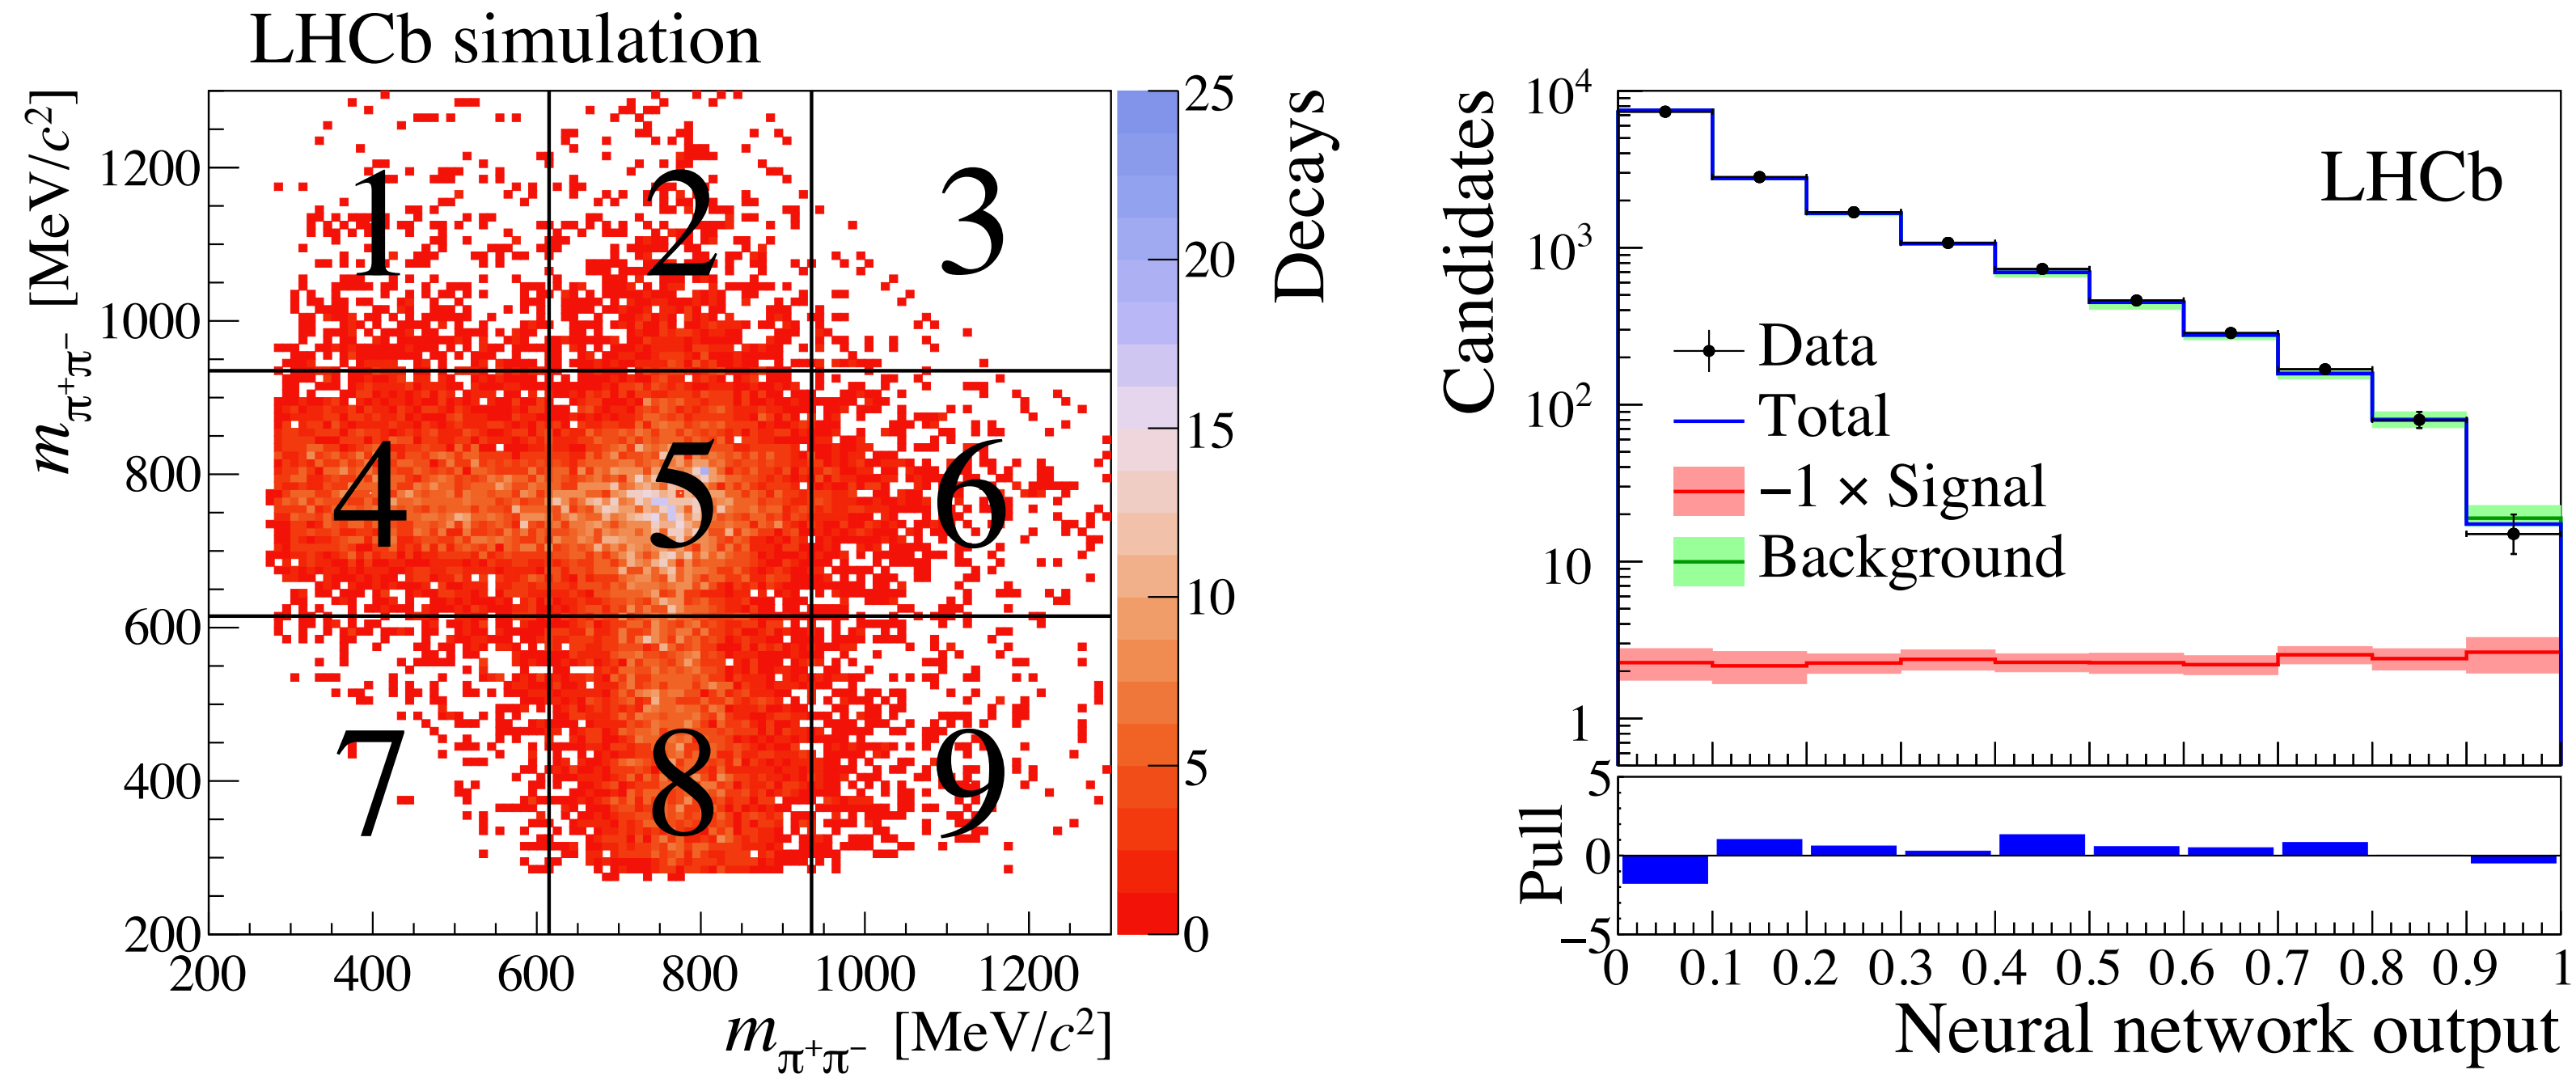 LHCb simulation
m_π⁺π⁻ [MeV/c²]
1200
1000
800
600
400
200
1 2 3
4 5 6
7 8 9
200 400 600 800 1000 1200
m_π⁺π⁻ [MeV/c²]
25
20
15
10
5
0
Decays
Candidates
10⁴
10³
10²
10
1
LHCb
Data
Total
−1 × Signal
Background
Pull
5
0
−5
0 0.1 0.2 0.3 0.4 0.5 0.6 0.7 0.8 0.9 1
Neural network output